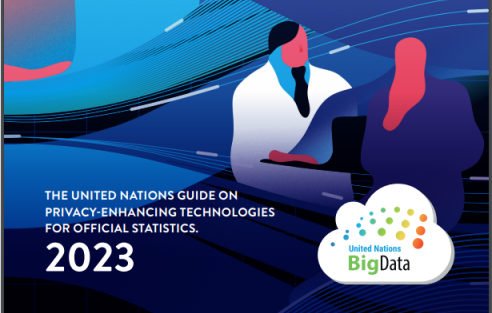 THE UNITED NATIONS GUIDE ON
PRIVACY-ENHANCING TECHNOLOGIES
FOR OFFICIAL STATISTICS.
2023
United Nations
BigData